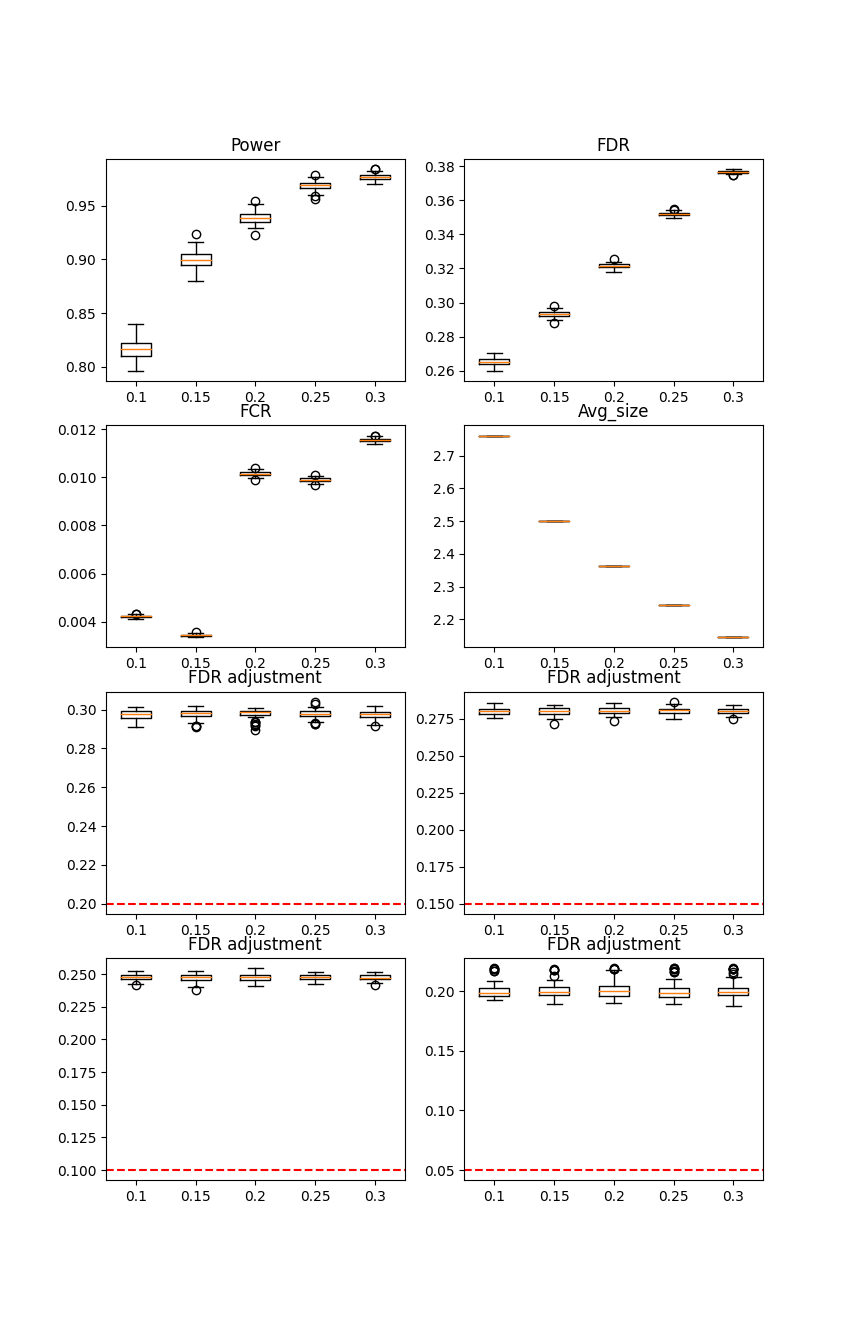 Power
0.95
0.90
0.85
0.80
0.1 0.15 0.2 0.25 0.3
FDR
0.38
0.36
0.34
0.32
0.30
0.28
0.26
0.1 0.15 0.2 0.25 0.3
FCR
0.012
0.010
0.008
0.006
0.004
0.1 0.15 0.2 0.25 0.3
Avg_size
2.7
2.6
2.5
2.4
2.3
2.2
0.1 0.15 0.2 0.25 0.3
FDR adjustment
0.30
0.28
0.26
0.24
0.22
0.20
0.1 0.15 0.2 0.25 0.3
FDR adjustment
0.275
0.250
0.225
0.200
0.175
0.150
0.1 0.15 0.2 0.25 0.3
FDR adjustment
0.250
0.225
0.200
0.175
0.150
0.125
0.100
0.1 0.15 0.2 0.25 0.3
FDR adjustment
0.20
0.15
0.10
0.05
0.1 0.15 0.2 0.25 0.3